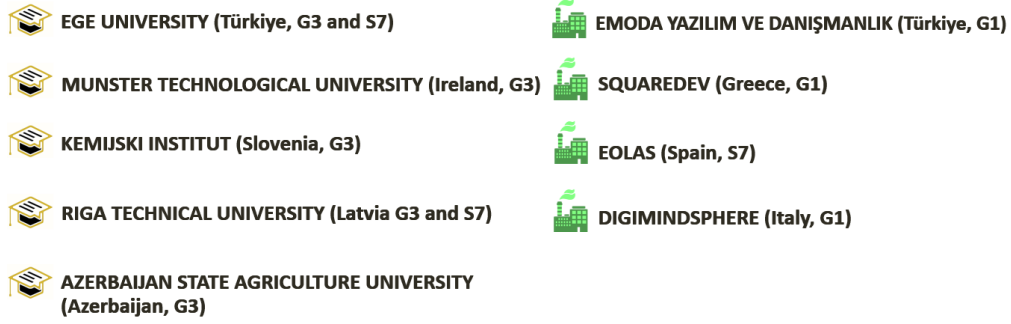 EGE UNIVERSITY (Türkiye, G3 and S7)
MUNSTER TECHNOLOGICAL UNIVERSITY (Ireland, G3)
KEMIJSKI INSTITUT (Slovenia, G3)
RIGA TECHNICAL UNIVERSITY (Latvia G3 and S7)
AZERBAIJAN STATE AGRICULTURE UNIVERSITY
(Azerbaijan, G3)
EMODA YAZILIM VE DANIŞMANLIK (Türkiye, G1)
SQUAREDEV (Greece, G1)
EOLAS (Spain, S7)
DIGIMINDSPHERE (Italy, G1)